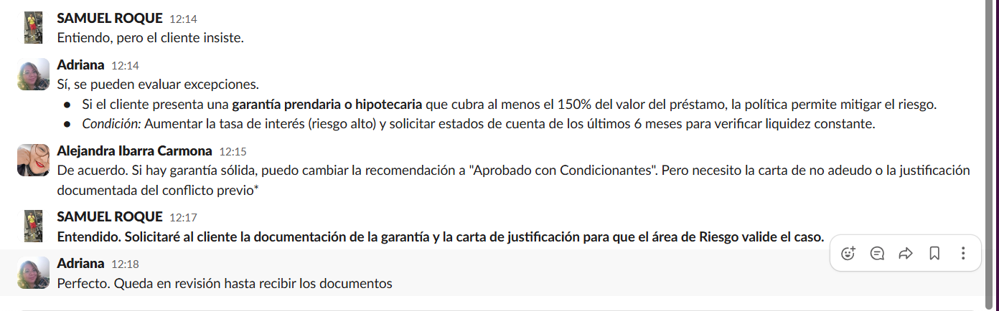 SAMUEL ROQUE 12:14
Entiendo, pero el cliente insiste.
Adriana 12:14
Sí, se pueden evaluar excepciones.
● Si el cliente presenta una garantía prendaria o hipotecaria que cubra al menos el 150% del valor del préstamo, la política permite mitigar el riesgo.
● Condición: Aumentar la tasa de interés (riesgo alto) y solicitar estados de cuenta de los últimos 6 meses para verificar liquidez constante.
Alejandra Ibarra Carmona 12:15
De acuerdo. Si hay garantía sólida, puedo cambiar la recomendación a "Aprobado con Condicionantes". Pero necesito la carta de no adeudo o la justificación
documentada del conflicto previo*
SAMUEL ROQUE 12:17
Entendido. Solicitaré al cliente la documentación de la garantía y la carta de justificación para que el área de Riesgo valide el caso.
Adriana 12:18
Perfecto. Queda en revisión hasta recibir los documentos